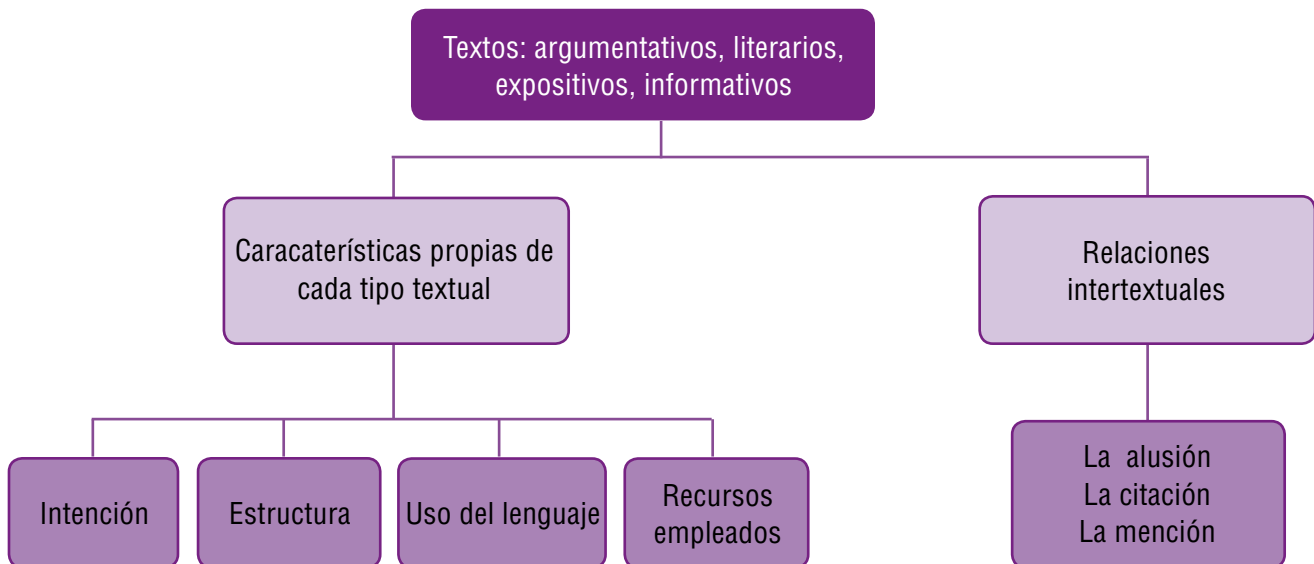 Textos: argumentativos, literarios,
expositivos, informativos
Caracaterísticas propias de
cada tipo textual
Relaciones
intertextuales
Intención
Estructura
Uso del lenguaje
Recursos
empleados
La alusión
La citación
La mención